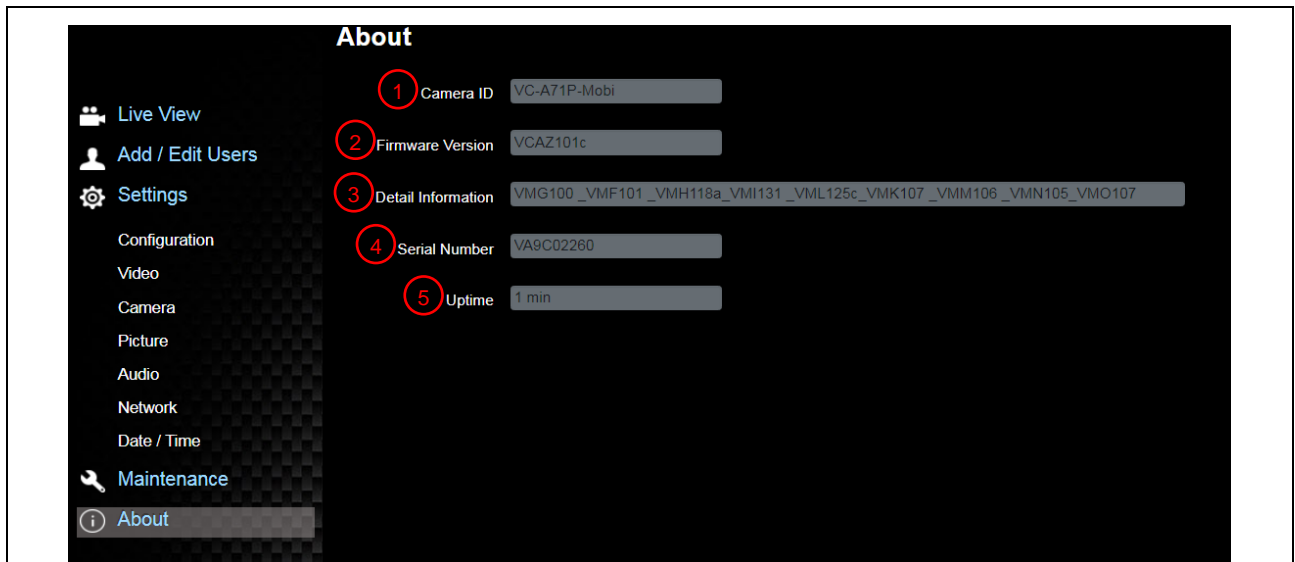 About
1 Camera ID VC-A71P-Mobi
Live View
2 Firmware Version VCAZ101c
Add / Edit Users
Settings
3 Detail Information VMG100 _VMF101 _VMH118a_VMI131 _VML125c_VMK107 _VMM106 _VMN105_VMO107
Configuration
4 Serial Number VA9C02260
Video
Camera
5 Uptime 1 min
Picture
Audio
Network
Date / Time
Maintenance
About